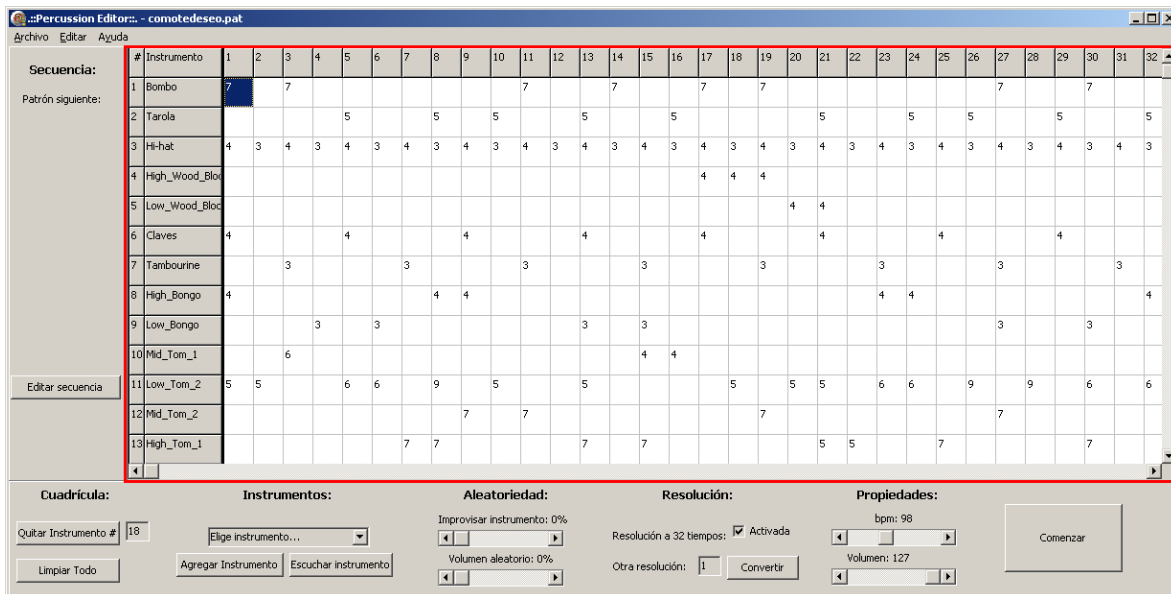 .::Percussion Editor::. - comotedeseo.pat
Archivo Editar Ayuda
Secuencia:
Patrón siguiente:
Editar secuencia
# Instrumento 1 2 3 4 5 6 7 8 9 10 11 12 13 14 15 16 17 18 19 20 21 22 23 24 25 26 27 28 29 30 31 32
1 Bombo 7 7 7 7 7 7 7 7
2 Tarola 5 5 5 5 5 5 5 5 5 5
3 Hi-hat 4 3 4 3 4 3 4 3 4 3 4 3 4 3 4 3 4 3 4 3 4 3 4 3 4 3 4 3 4 3 4 3
4 High_Wood_Bloc 4 4 4
5 Low_Wood_Bloc 4 4
6 Claves 4 4 4 4 4 4 4 4
7 Tambourine 3 3 3 3 3 3 3 3
8 High_Bongo 4 4 4 4 4 4
9 Low_Bongo 3 3 3 3 3 3
10 Mid_Tom_1 6 4 4
11 Low_Tom_2 5 5 6 6 9 5 5 5 5 5 6 6 9 9 6 6
12 Mid_Tom_2 7 7 7 7
13 High_Tom_1 7 7 7 7 5 5 7 7
Cuadrícula:
Quitar Instrumento # 18
Limpiar Todo
Instrumentos:
Elige instrumento...
Agregar Instrumento Escuchar instrumento
Aleatoriedad:
Improvisar instrumento: 0%
Volumen aleatorio: 0%
Resolución:
Resolución a 32 tiempos: Activada
Otra resolución: 1 Convertir
Propiedades:
bpm: 98
Volumen: 127
Comenzar